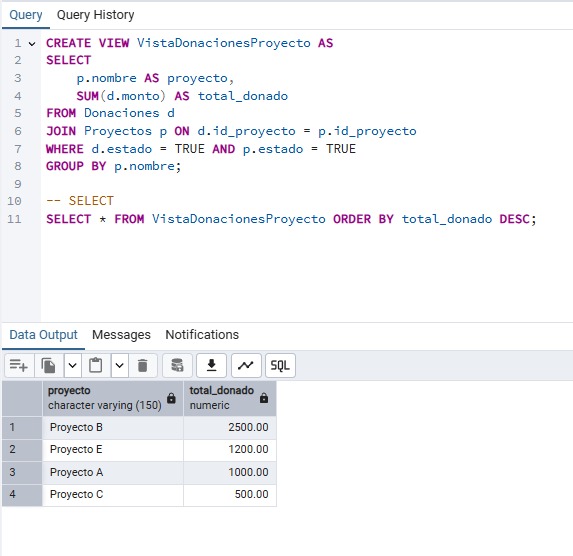 Query Query History
1 CREATE VIEW VistaDonacionesProyecto AS
2 SELECT
3 p.nombre AS proyecto,
4 SUM(d.monto) AS total_donado
5 FROM Donaciones d
6 JOIN Proyectos p ON d.id_proyecto = p.id_proyecto
7 WHERE d.estado = TRUE AND p.estado = TRUE
8 GROUP BY p.nombre;
9
10 -- SELECT
11 SELECT * FROM VistaDonacionesProyecto ORDER BY total_donado DESC;
Data Output Messages Notifications
SQL
proyecto total_donado
character varying (150) numeric
1 Proyecto B 2500.00
2 Proyecto E 1200.00
3 Proyecto A 1000.00
4 Proyecto C 500.00